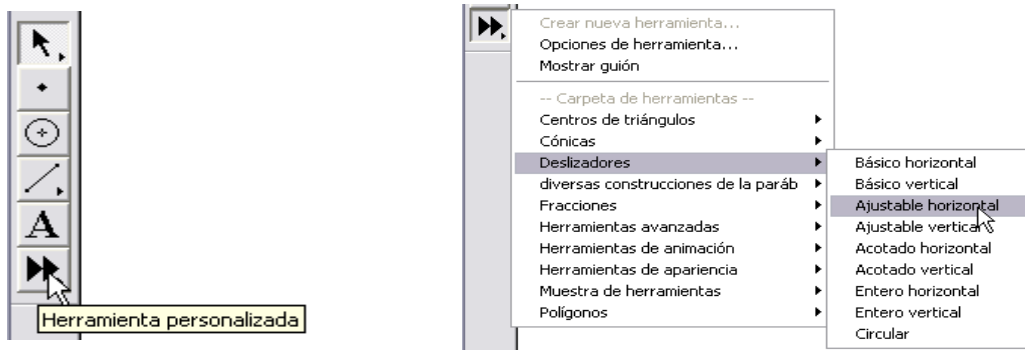 A
Herramienta personalizada
Crear nueva herramienta...
Opciones de herramienta...
Mostrar guión
-- Carpeta de herramientas --
Centros de triángulos
Cónicas
Deslizadores
diversas construcciones de la paráb
Fracciones
Herramientas avanzadas
Herramientas de animación
Herramientas de apariencia
Muestra de herramientas
Polígonos
Básico horizontal
Básico vertical
Ajustable horizontal
Ajustable vertical
Acotado horizontal
Acotado vertical
Entero horizontal
Entero vertical
Circular